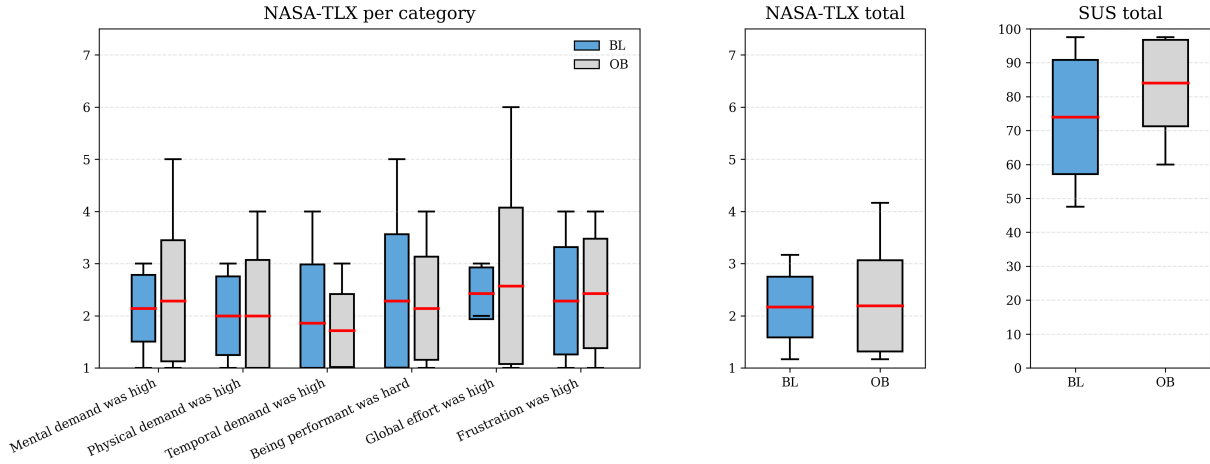 NASA-TLX per category
7
6
5
4
3
2
1
BL
OB
Mental demand was high
Physical demand was high
Temporal demand was high
Being performant was hard
Global effort was high
Frustration was high
NASA-TLX total
7
6
5
4
3
2
1
BL
OB
SUS total
100
90
80
70
60
50
40
30
20
10
0
BL
OB